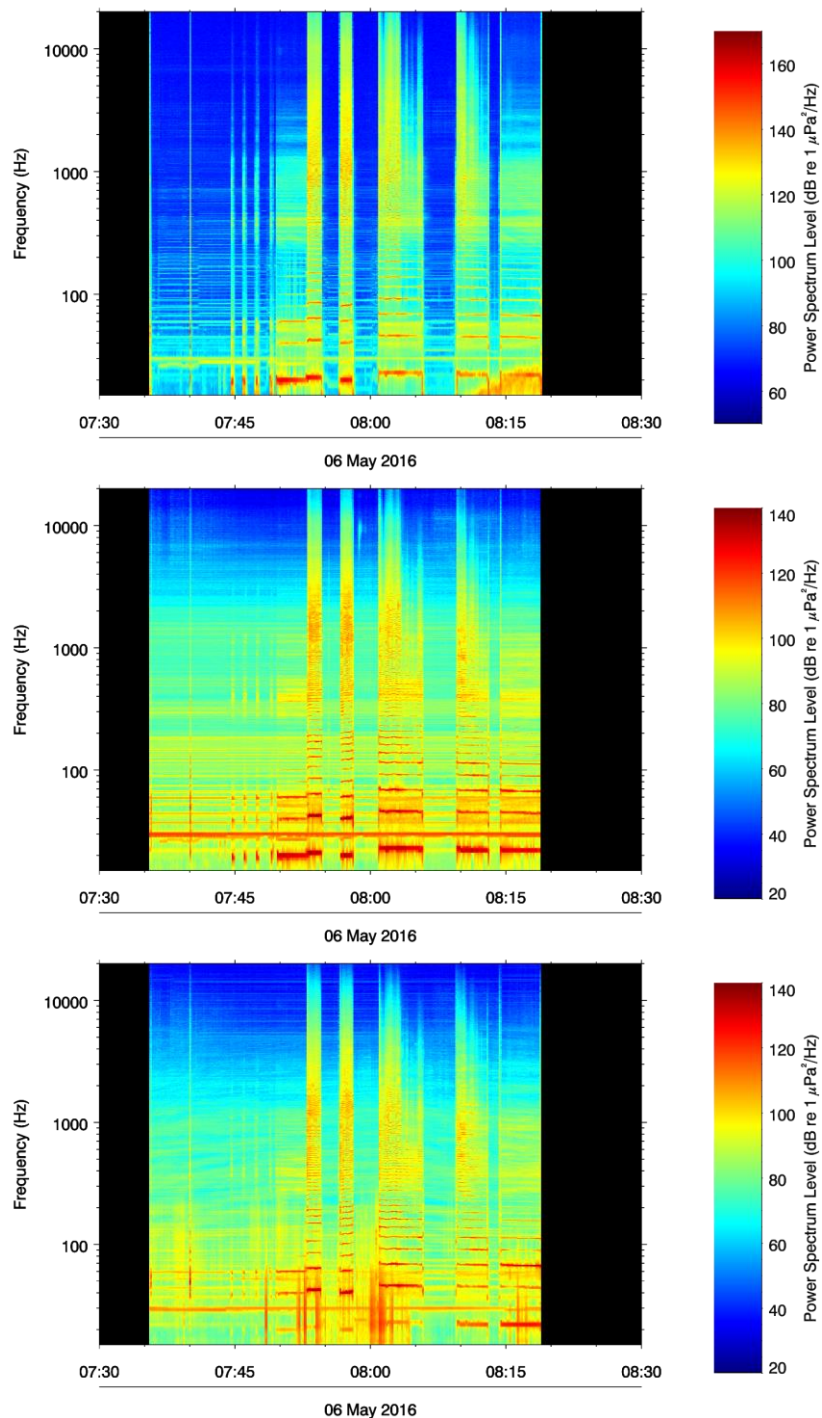 10000
1000
100
Frequency (Hz)
07:30 07:45 08:00 08:15 08:30
06 May 2016
160
140
120
100
80
60
Power Spectrum Level (dB re 1 μPa²/Hz)
10000
1000
100
Frequency (Hz)
07:30 07:45 08:00 08:15 08:30
06 May 2016
140
120
100
80
60
40
20
Power Spectrum Level (dB re 1 μPa²/Hz)
10000
1000
100
Frequency (Hz)
07:30 07:45 08:00 08:15 08:30
06 May 2016
140
120
100
80
60
40
20
Power Spectrum Level (dB re 1 μPa²/Hz)